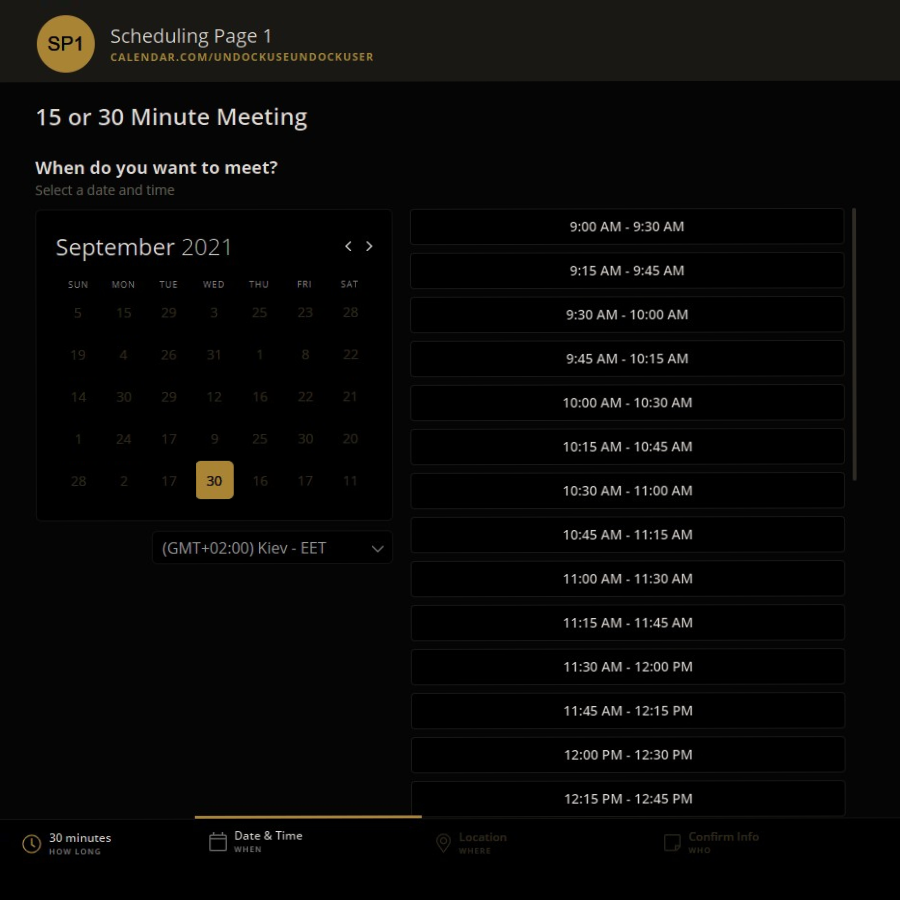 SP1
Scheduling Page 1
CALENDAR.COM/UNDOCKUSEUNDOCKUSER
15 or 30 Minute Meeting
When do you want to meet?
Select a date and time
September 2021
SUN MON TUE WED THU FRI SAT
5 15 29 3 25 23 28
19 4 26 31 1 8 22
14 30 29 12 16 22 21
1 24 17 9 25 30 20
28 2 17 30 16 17 11
(GMT+02:00) Kiev - EET
9:00 AM - 9:30 AM
9:15 AM - 9:45 AM
9:30 AM - 10:00 AM
9:45 AM - 10:15 AM
10:00 AM - 10:30 AM
10:15 AM - 10:45 AM
10:30 AM - 11:00 AM
10:45 AM - 11:15 AM
11:00 AM - 11:30 AM
11:15 AM - 11:45 AM
11:30 AM - 12:00 PM
11:45 AM - 12:15 PM
12:00 PM - 12:30 PM
12:15 PM - 12:45 PM
30 minutes
HOW LONG
Date & Time
WHEN
Location
WHERE
Confirm Info
WHO